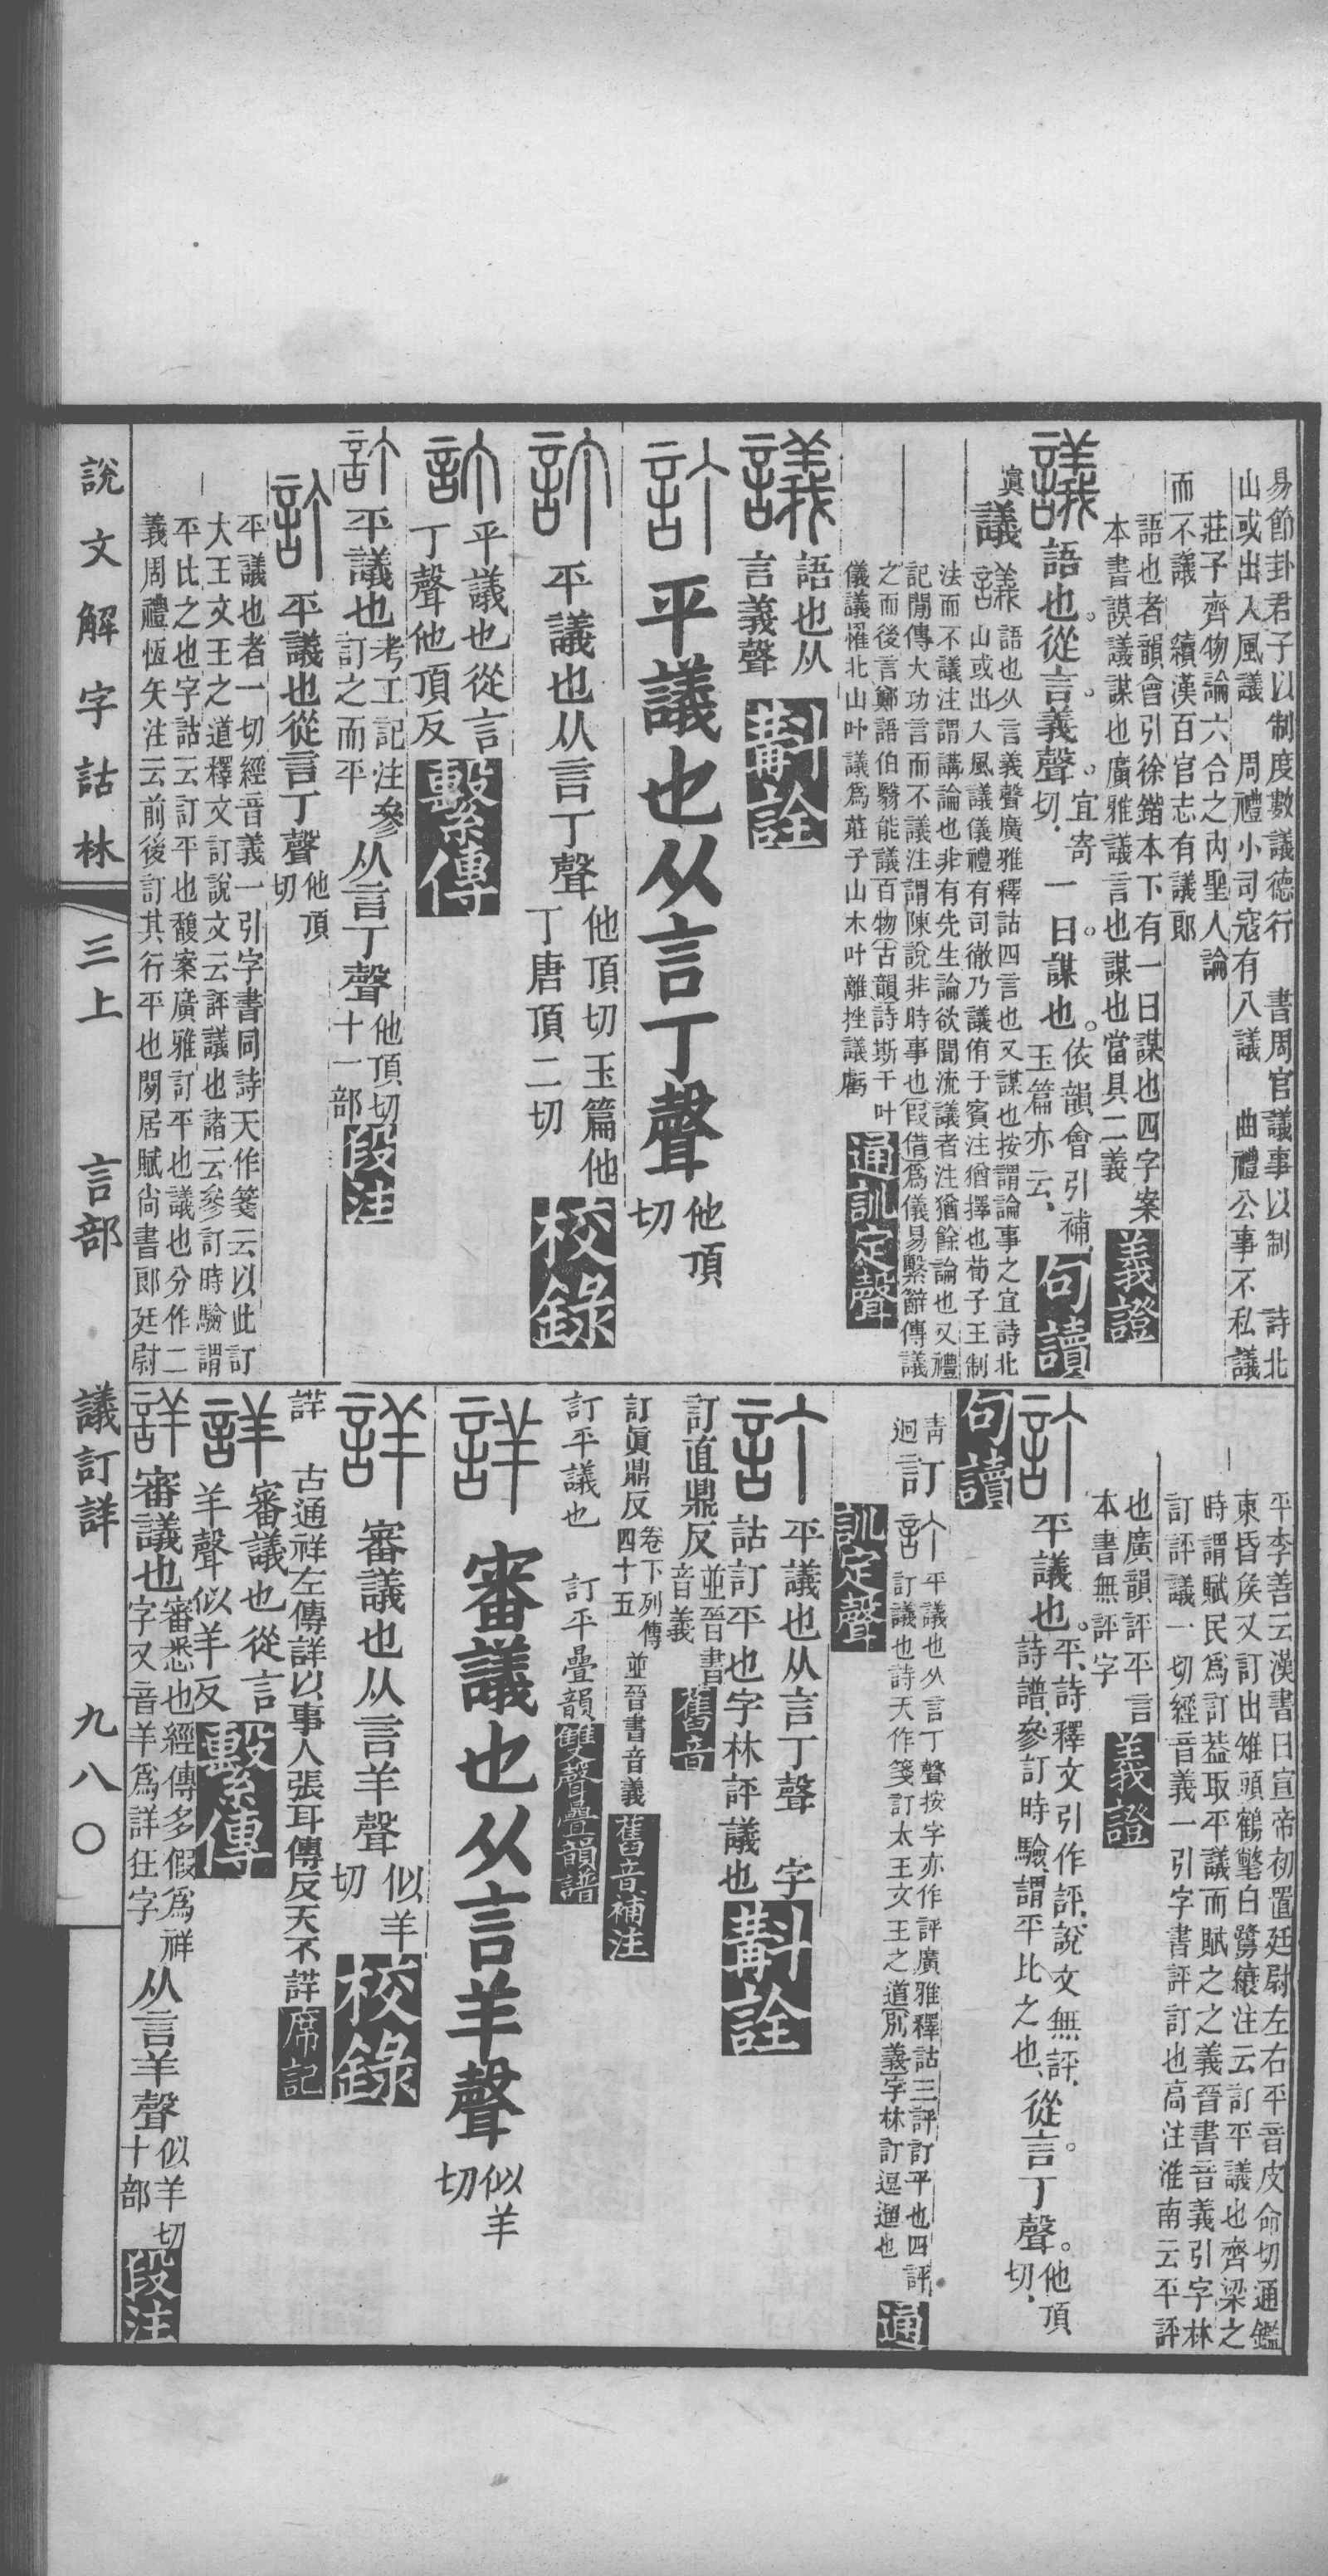 易節卦君子以制度數議德行　書周官議事以制　詩北
山或出入風議　周禮小司寇有八議　曲禮公事不私議
莊子齊物論六合之內聖人論
而不議　續漢百官志有議郎
語也者韻會引徐鍇本下有一曰謀也四字案
本書謨議謀也廣雅議言也謀也當具二義
義證
議
語也。從言。義聲。宜寄切。一曰謀也。依韻會引補、玉篇亦云、
句讀
寘
議
議語也从言義聲廣雅釋詁四言也又謀也按謂論事之宜詩北
山或出入風議儀禮有司徹乃議侑于賓注猶擇也荀子王制
法而不議注謂講論也非有先生論欲聞流議者注猶餘論也又禮
記閒傳大功言而不議注謂陳說非時事也假借爲儀易繫辭傳議
之而後言鄭語伯翳能議百物古韻詩斯干叶
儀議罹北山叶議爲莊子山木叶離挫議虧
通訓定聲
議
語也从
言義聲
斠詮
訂
平議也从言丁聲
他頂
切
訂
平議也从言丁聲
他頂切玉篇他
丁唐頂二切
校錄
訂
平議也從言
丁聲他頂反
繫傳
訂
平議也
考工記注參
訂之而平
从言丁聲
他頂切
十一部
段注
訂
平議也從言丁聲
他頂
切
平議也者一切經音義一引字書同詩天作箋云以此訂
大王文王之道釋文訂說文云評議也諸云參訂時驗謂
平比之也字詁云訂平也馥案廣雅訂平也議也分作二
義周禮恆矢注云前後訂其行平也閒居賦尚書郎廷尉
平李善云漢書曰宣帝初置廷尉左右平音皮命切通鑑
東昏侯又訂出雉頭鶴氅白鷺縗注云訂平議也齊梁之
時謂賦民爲訂葢取平議而賦之之義晉書音義引字林
訂評議一切經音義一引字書評訂也高注淮南云平評
也廣韻評平言
本書無評字
義證
訂
平議也。平、詩釋文引作評、說文無評、
詩譜、參訂時驗、謂平比之也、
從言。丁聲。他頂切、
句讀
青
迥
訂
訂平議也从言丁聲按字亦作評廣雅釋詁三評訂平也四評
訂議也詩天作箋訂太王文王之道別義字林訂逗遛也
通
訓定聲
訂
平議也从言丁聲　字
詁訂平也字林評議也
斠詮
訂直鼎反
並晉書
音義
舊音
訂眞鼎反
卷下列傳
四十五
並晉書音義
舊音補注
訂平議也　訂平疊韻
雙聲疊韻譜
詳
審議也从言羊聲
似羊
切
詳
審議也从言羊聲
似羊
切
校錄
詳　古通祥左傳詳以事人張耳傳反天不詳
席記
詳
審議也從言
羊聲似羊反
繫傳
詳
審議也
審悉也經傳多假爲祥
字又音羊爲詳狂字
从言羊聲
似羊切
十部
段注
說文解字詁林
三上　言部　議訂詳　九八〇